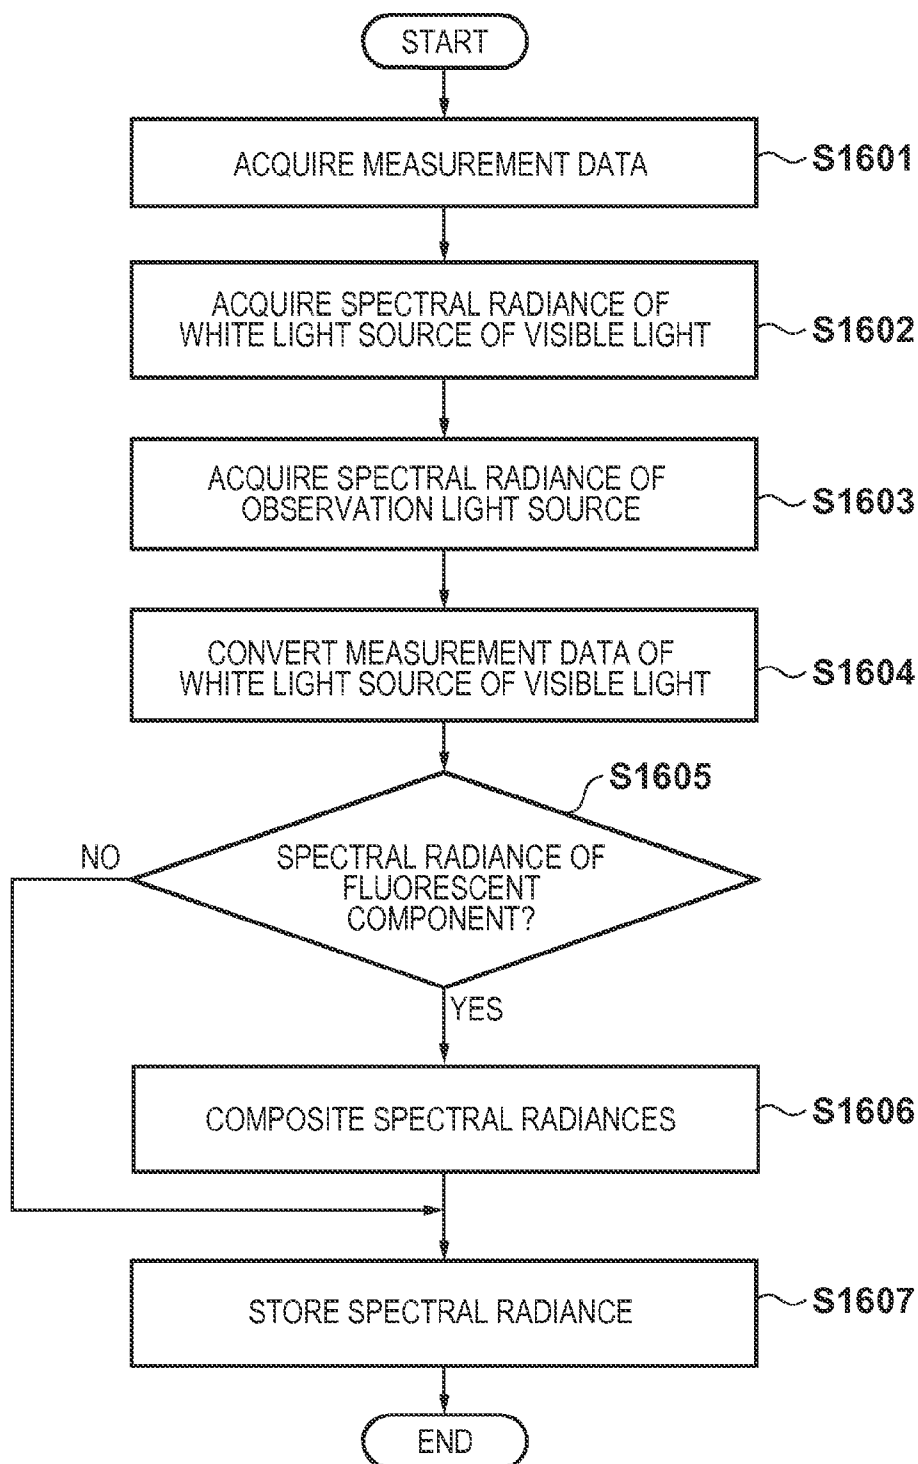 START
ACQUIRE MEASUREMENT DATA
S1601
ACQUIRE SPECTRAL RADIANCE OF
WHITE LIGHT SOURCE OF VISIBLE LIGHT
S1602
ACQUIRE SPECTRAL RADIANCE OF
OBSERVATION LIGHT SOURCE
S1603
CONVERT MEASUREMENT DATA OF
WHITE LIGHT SOURCE OF VISIBLE LIGHT
S1604
S1605
NO
SPECTRAL RADIANCE OF
FLUORESCENT
COMPONENT?
YES
COMPOSITE SPECTRAL RADIANCES
S1606
STORE SPECTRAL RADIANCE
S1607
END